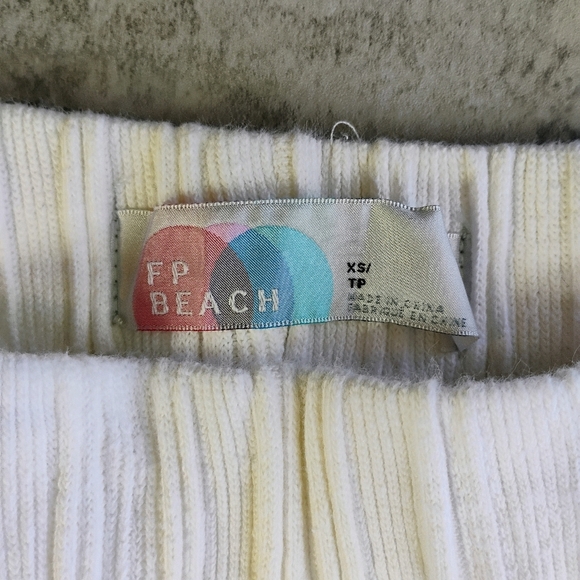 FP
BEACH
XS/
TP
MADE IN CHINA
FABRIQUÉ EN CHINE